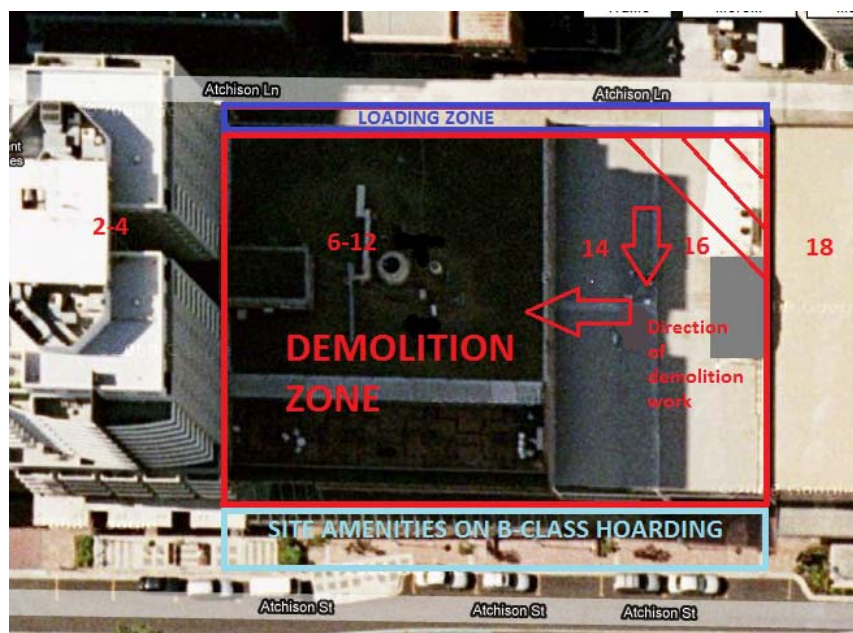 Atchison Ln
Atchison Ln
LOADING ZONE
2-4
6-12
14
16
18
DEMOLITION
ZONE
Direction
of
demolition
work
SITE AMENITIES ON B-CLASS HOARDING
Atchison St
Atchison St
Atchison St